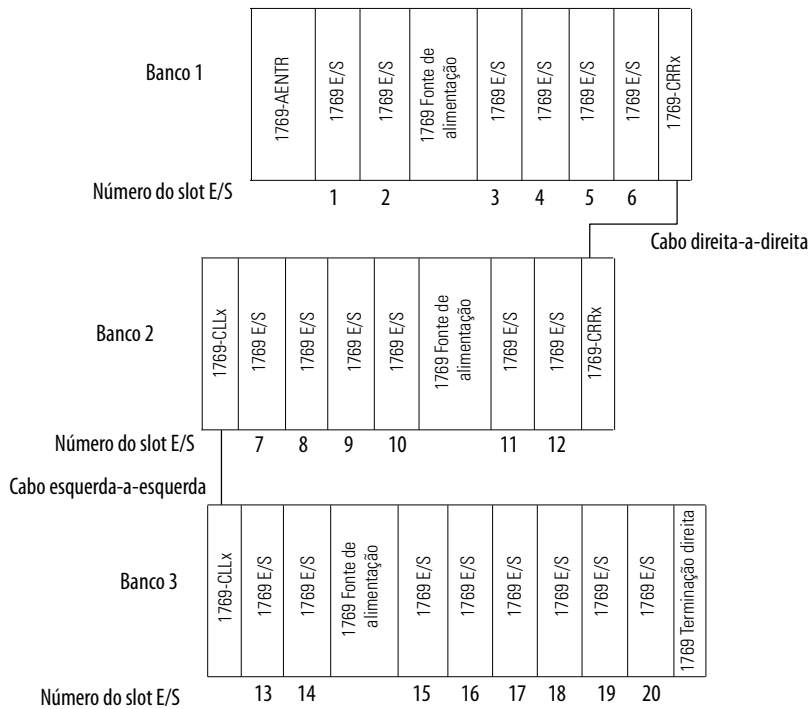 Banco 1
1769-AENTR
1769 E/S
1769 E/S
1769 Fonte de
alimentação
1769 E/S
1769 E/S
1769 E/S
1769 E/S
1769-CRRx
Número do slot E/S
1 2 3 4 5 6
Cabo direita-a-direita
Banco 2
1769-CLLx
1769 E/S
1769 E/S
1769 E/S
1769 E/S
1769 Fonte de
alimentação
1769 E/S
1769 E/S
1769-CRRx
Número do slot E/S
7 8 9 10 11 12
Cabo esquerda-a-esquerda
Banco 3
1769-CLLx
1769 E/S
1769 E/S
1769 Fonte de
alimentação
1769 E/S
1769 E/S
1769 E/S
1769 E/S
1769 E/S
1769 E/S
1769 Terminação direita
Número do slot E/S
13 14 15 16 17 18 19 20